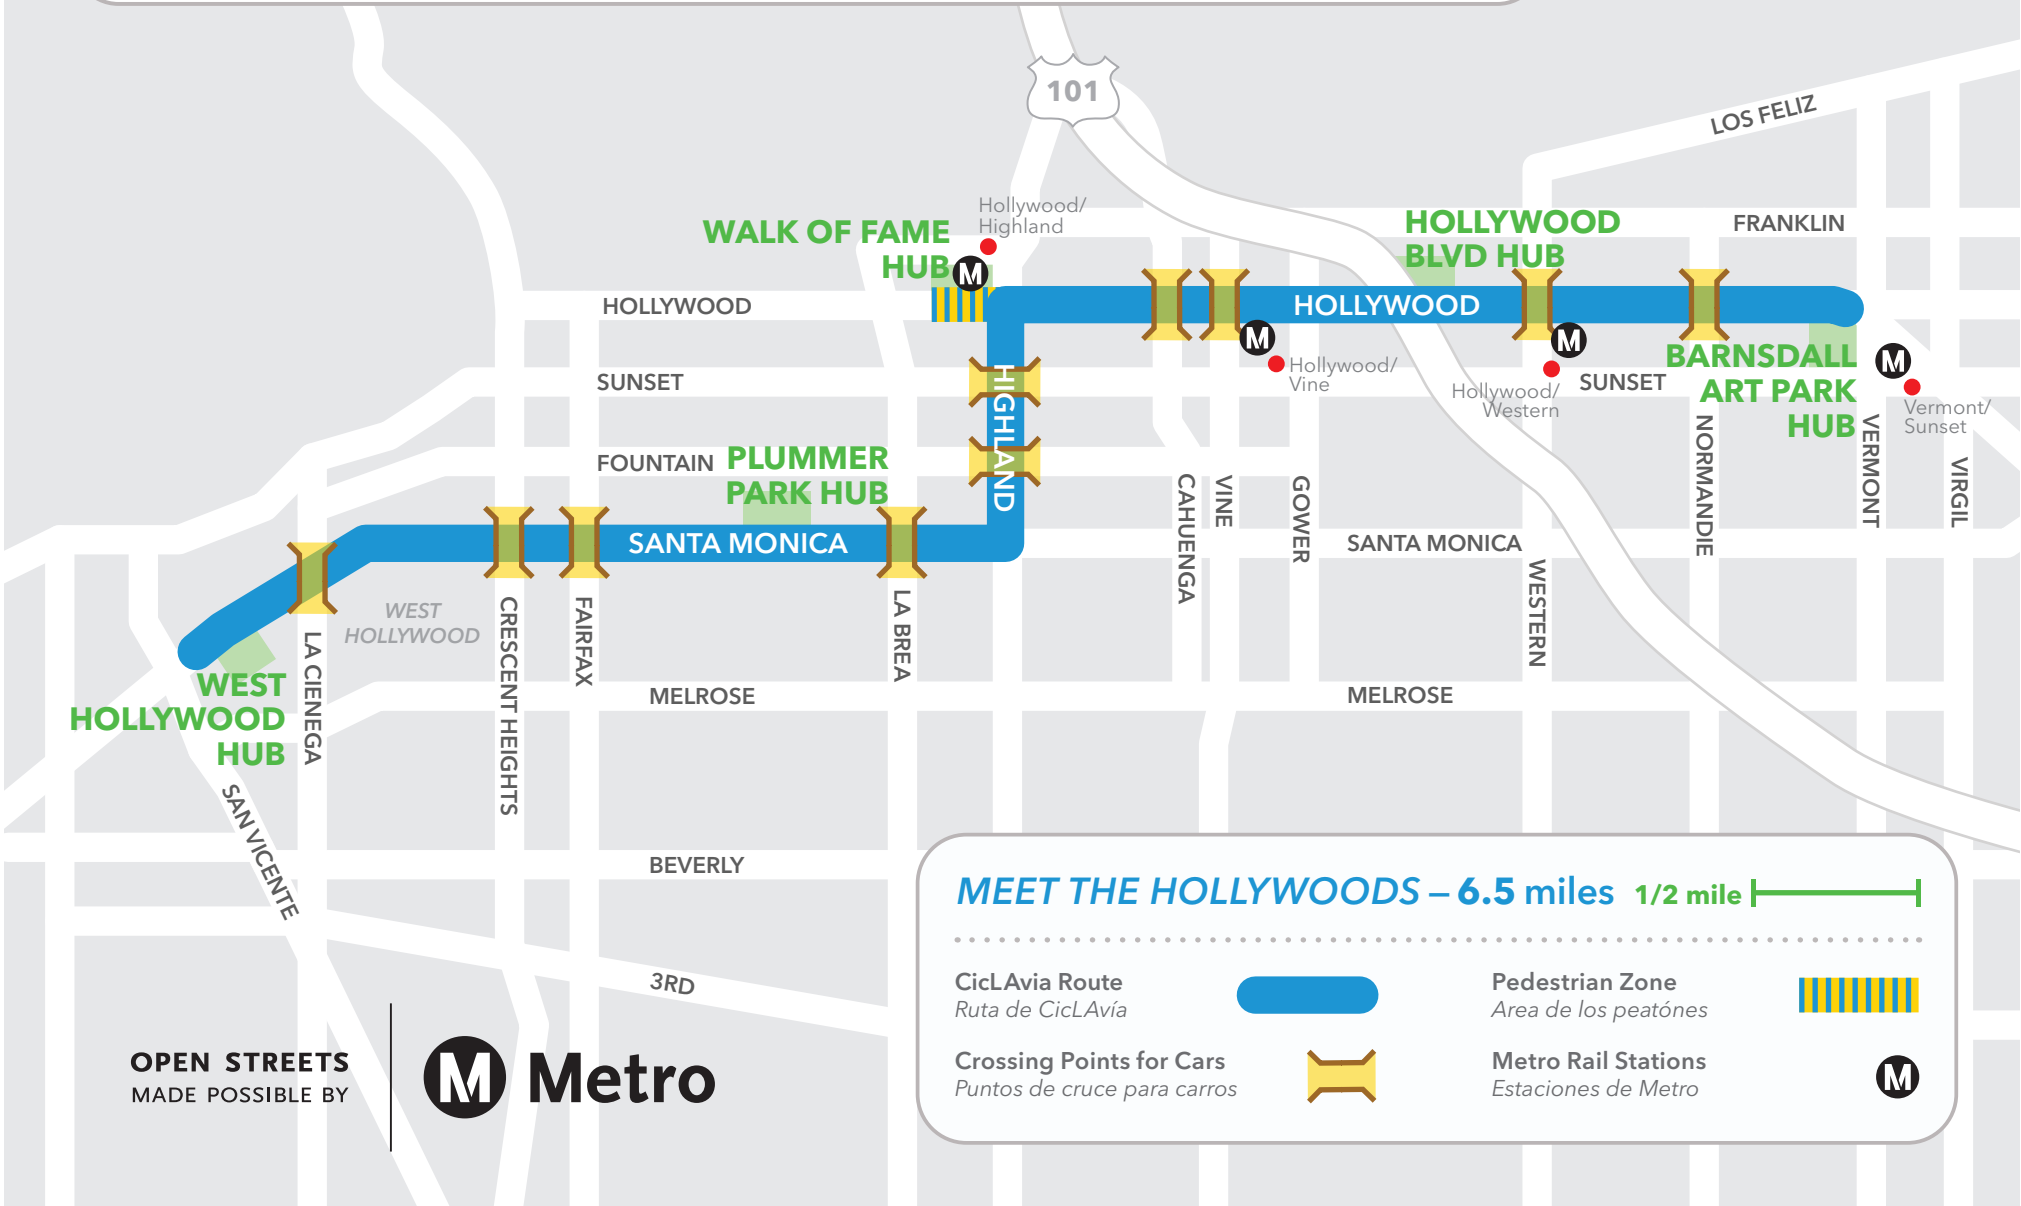 101
LOS FELIZ
Hollywood/
Highland
WALK OF FAME
HUB
M
HOLLYWOOD
BLVD HUB
FRANKLIN
HOLLYWOOD
HOLLYWOOD
M
Hollywood/
Vine
M
Hollywood/
Western
SUNSET
SUNSET
BARNSDALL
ART PARK
HUB
M
Vermont/
Sunset
HIGHLAND
FOUNTAIN
PLUMMER
PARK HUB
SANTA MONICA
SANTA MONICA
CAHUENGA
VINE
GOWER
WESTERN
NORMANDIE
VERMONT
VIRGIL
WEST
HOLLYWOOD
WEST
HOLLYWOOD
HUB
LA CIENEGA
CRESCENT HEIGHTS
FAIRFAX
LA BREA
MELROSE
MELROSE
SAN VICENTE
BEVERLY
3RD
OPEN STREETS
MADE POSSIBLE BY
M Metro
MEET THE HOLLYWOODS – 6.5 miles 1/2 mile
CicLAvia Route
Ruta de CicLAvía
Pedestrian Zone
Area de los peatónes
Crossing Points for Cars
Puntos de cruce para carros
Metro Rail Stations
Estaciones de Metro
M